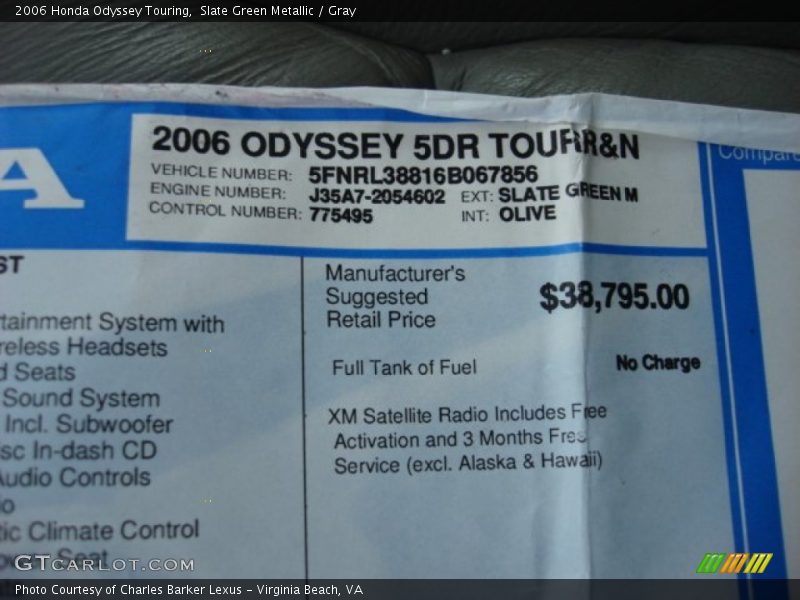 2006 Honda Odyssey Touring,  Slate Green Metallic / Gray
2006 ODYSSEY 5DR TOUR R&N
VEHICLE NUMBER: 5FNRL38816B067856
ENGINE NUMBER: J35A7-2054602 EXT: SLATE GREEN M
CONTROL NUMBER: 775495 INT: OLIVE
Compare
A
ST
Manufacturer's
Suggested
Retail Price
$38,795.00
Full Tank of Fuel No Charge
XM Satellite Radio Includes Free
Activation and 3 Months Free
Service (excl. Alaska & Hawaii)
tainment System with
reless Headsets
d Seats
Sound System
Incl. Subwoofer
sc In-dash CD
Audio Controls
io
tic Climate Control
Seat
GTCARLOT.COM
Photo Courtesy of Charles Barker Lexus - Virginia Beach, VA